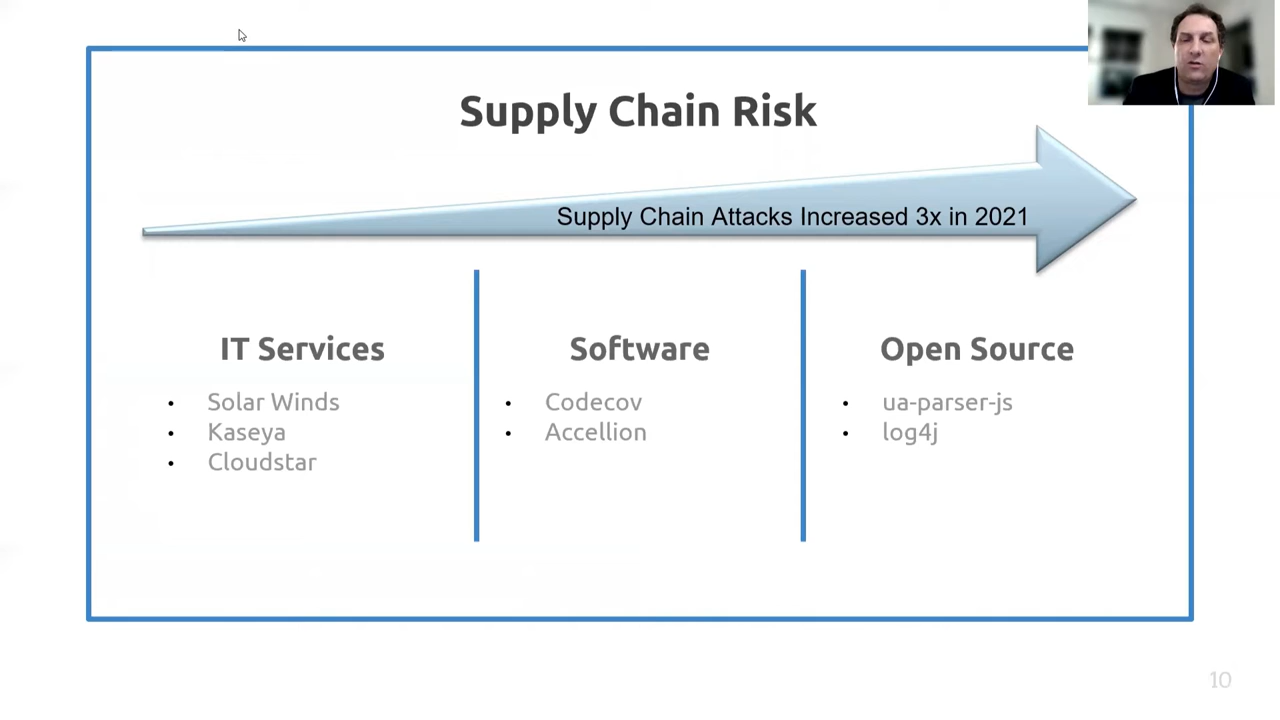 Supply Chain Risk
Supply Chain Attacks Increased 3x in 2021
IT Services
• Solar Winds
• Kaseya
• Cloudstar
Software
• Codecov
• Accellion
Open Source
• ua-parser-js
• log4j
10